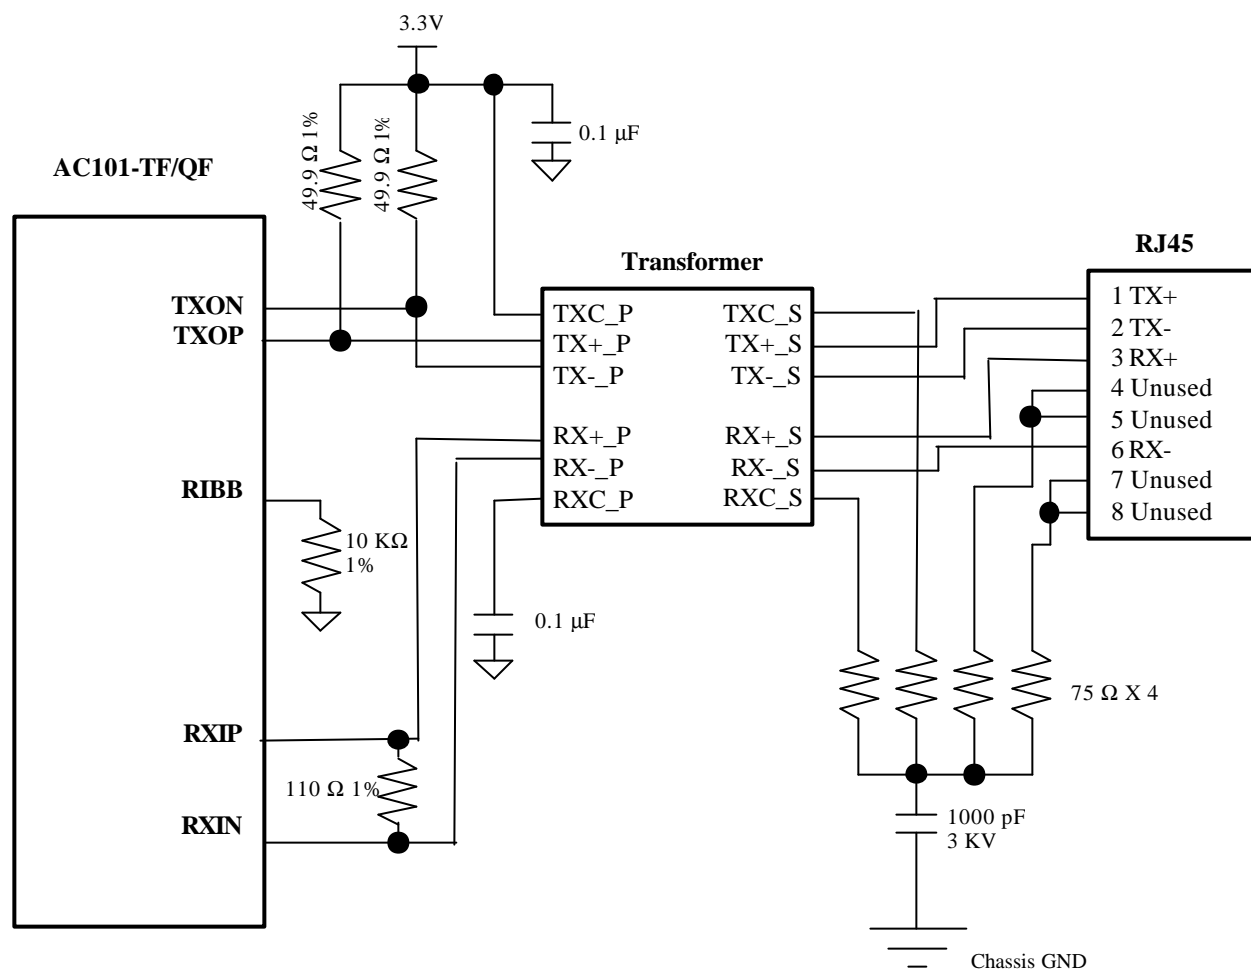 3.3V
0.1 µF
49.9 Ω 1%
49.9 Ω 1%
AC101-TF/QF
RJ45
Transformer
TXON
TXOP
RIBB
RXIP
RXIN
TXC_P
TX+_P
TX-_P
RX+_P
RX-_P
RXC_P
TXC_S
TX+_S
TX-_S
RX+_S
RX-_S
RXC_S
1 TX+
2 TX-
3 RX+
4 Unused
5 Unused
6 RX-
7 Unused
8 Unused
10 KΩ
1%
0.1 µF
110 Ω 1%
75 Ω X 4
1000 pF
3 KV
Chassis GND